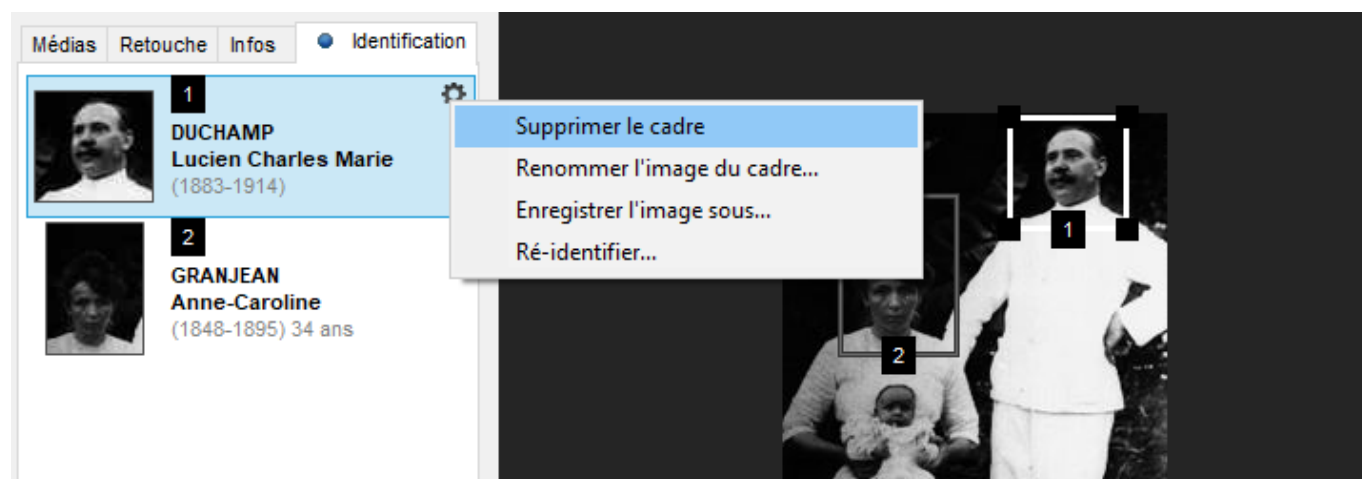 Médias Retouche Infos Identification
1
DUCHAMP
Lucien Charles Marie
(1883-1914)
2
GRANJEAN
Anne-Caroline
(1848-1895) 34 ans
Supprimer le cadre
Renommer l'image du cadre...
Enregistrer l'image sous...
Ré-identifier...
1
2